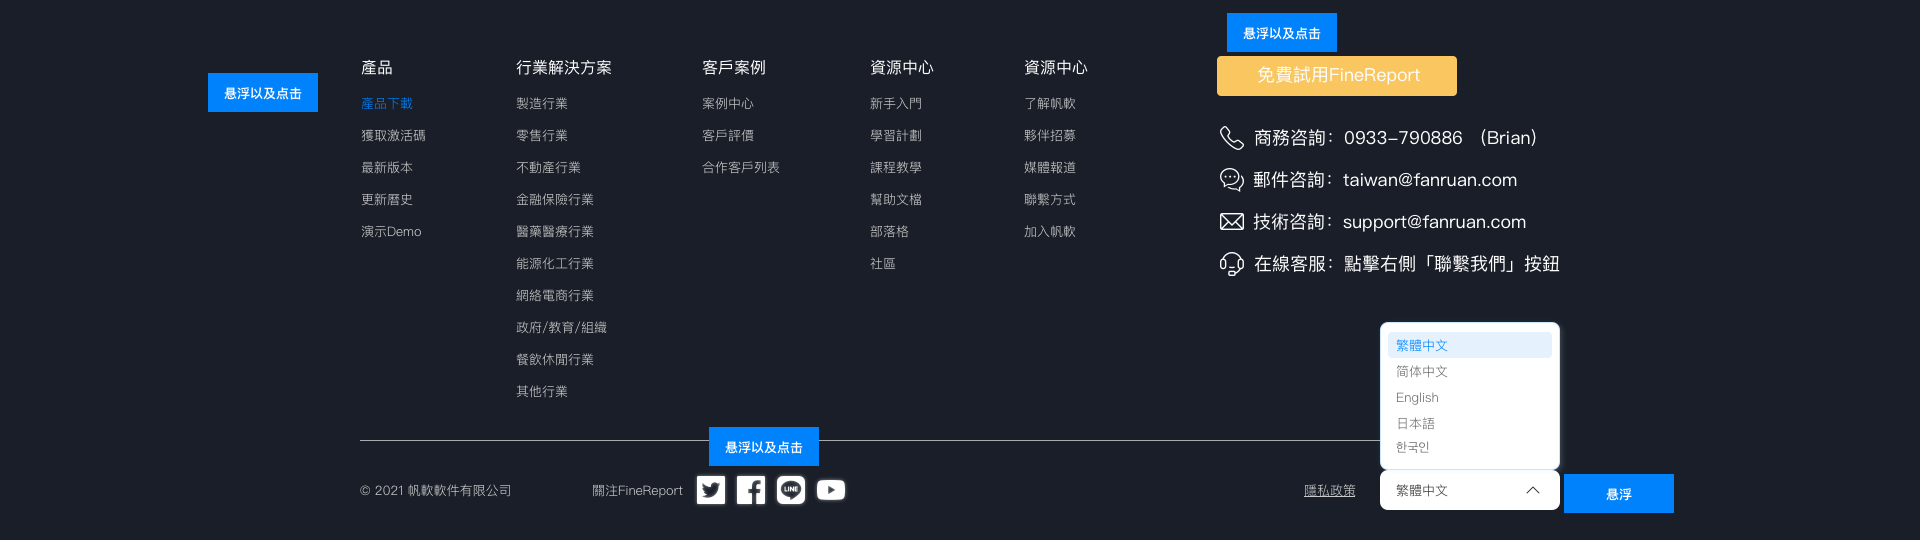 悬浮以及点击
悬浮以及点击
產品
產品下載
獲取激活碼
最新版本
更新曆史
演示Demo
行業解決方案
製造行業
零售行業
不動產行業
金融保險行業
醫藥醫療行業
能源化工行業
網絡電商行業
政府/教育/組織
餐飲休閒行業
其他行業
客戶案例
案例中心
客戶評價
合作客戶列表
資源中心
新手入門
學習計劃
課程教學
幫助文檔
部落格
社區
資源中心
了解帆軟
夥伴招募
媒體報道
聯繫方式
加入帆軟
免費試用FineReport
商務咨詢：0933-790886 （Brian）
郵件咨詢：taiwan@fanruan.com
技術咨詢：support@fanruan.com
在線客服：點擊右側「聯繫我們」按鈕
繁體中文
简体中文
English
日本語
한국인
悬浮以及点击
© 2021 帆軟軟件有限公司
關注FineReport
LINE
隱私政策
繁體中文
悬浮